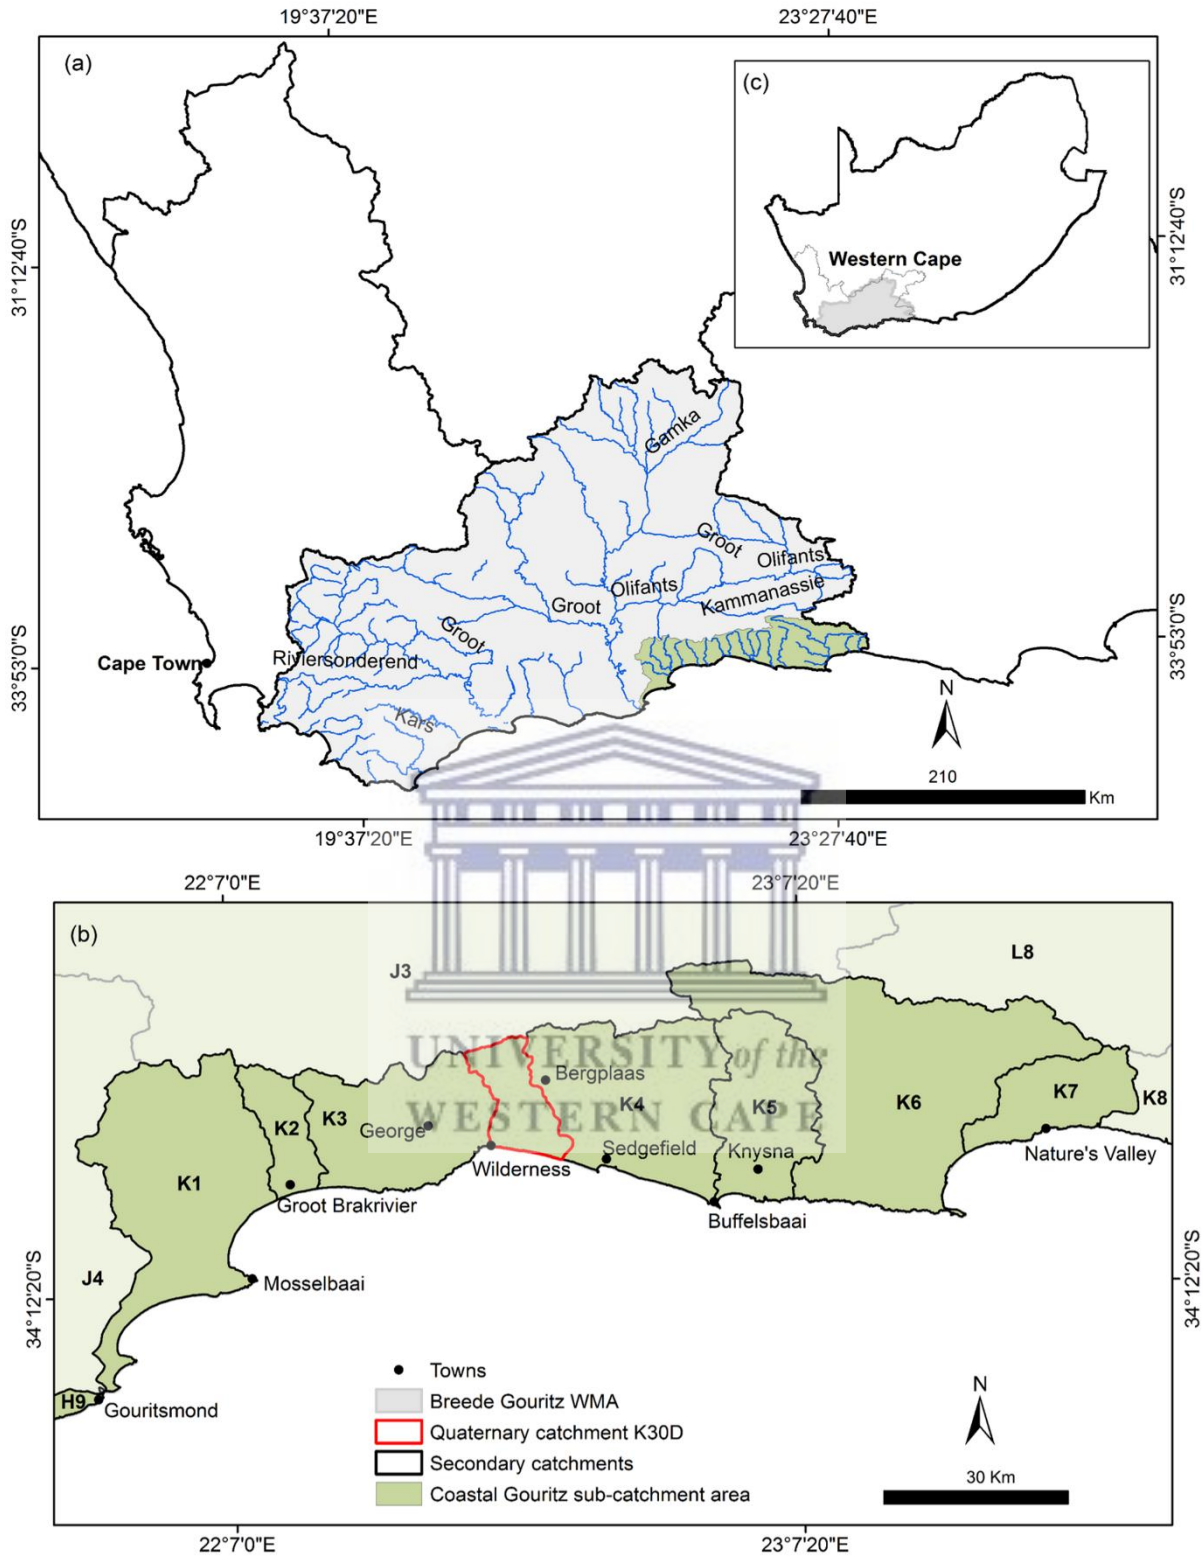 19°37'20"E
23°27'40"E
(a)
(c)
31°12'40"S
31°12'40"S
Western Cape
Gamka
Groot
Olifants
Olifants
Kammanassie
Groot
Groot
Riviersonderend
Cape Town
Kars
33°53'0"S
33°53'0"S
N
210
Km
19°37'20"E
23°27'40"E
22°7'0"E
23°7'20"E
(b)
J3
L8
UNIVERSITY of the
WESTERN CAPE
Bergplaas
K1
K2
K3
K4
K5
K6
K7
K8
George
Sedgefield
Knysna
Wilderness
Nature's Valley
Groot Brakrivier
Buffelsbaai
J4
Mosselbaai
34°12'20"S
34°12'20"S
H9
Gouritsmond
Towns
Breede Gouritz WMA
Quaternary catchment K30D
Secondary catchments
Coastal Gouritz sub-catchment area
N
30 Km
22°7'0"E
23°7'20"E